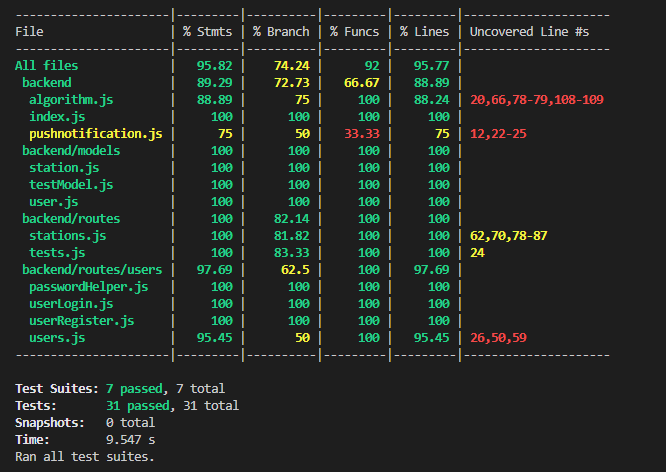 --------------------|---------|----------|---------|---------|-------------------
File                | % Stmts | % Branch | % Funcs | % Lines | Uncovered Line #s
--------------------|---------|----------|---------|---------|-------------------
All files           |   95.82 |    74.24 |      92 |   95.77 |
 backend            |   89.29 |    72.73 |   66.67 |   88.89 |
  algorithm.js      |   88.89 |       75 |     100 |   88.24 | 20,66,78-79,108-109
  index.js          |     100 |      100 |     100 |     100 |
  pushnotification.js |      75 |       50 |   33.33 |      75 | 12,22-25
 backend/models     |     100 |      100 |     100 |     100 |
  station.js        |     100 |      100 |     100 |     100 |
  testModel.js      |     100 |      100 |     100 |     100 |
  user.js           |     100 |      100 |     100 |     100 |
 backend/routes     |     100 |    82.14 |     100 |     100 |
  stations.js       |     100 |    81.82 |     100 |     100 | 62,70,78-87
  tests.js          |     100 |    83.33 |     100 |     100 | 24
 backend/routes/users |   97.69 |     62.5 |     100 |   97.69 |
  passwordHelper.js |     100 |      100 |     100 |     100 |
  userLogin.js      |     100 |      100 |     100 |     100 |
  userRegister.js   |     100 |      100 |     100 |     100 |
  users.js          |   95.45 |       50 |     100 |   95.45 | 26,50,59
--------------------|---------|----------|---------|---------|-------------------
Test Suites: 7 passed, 7 total
Tests:       31 passed, 31 total
Snapshots:   0 total
Time:        9.547 s
Ran all test suites.